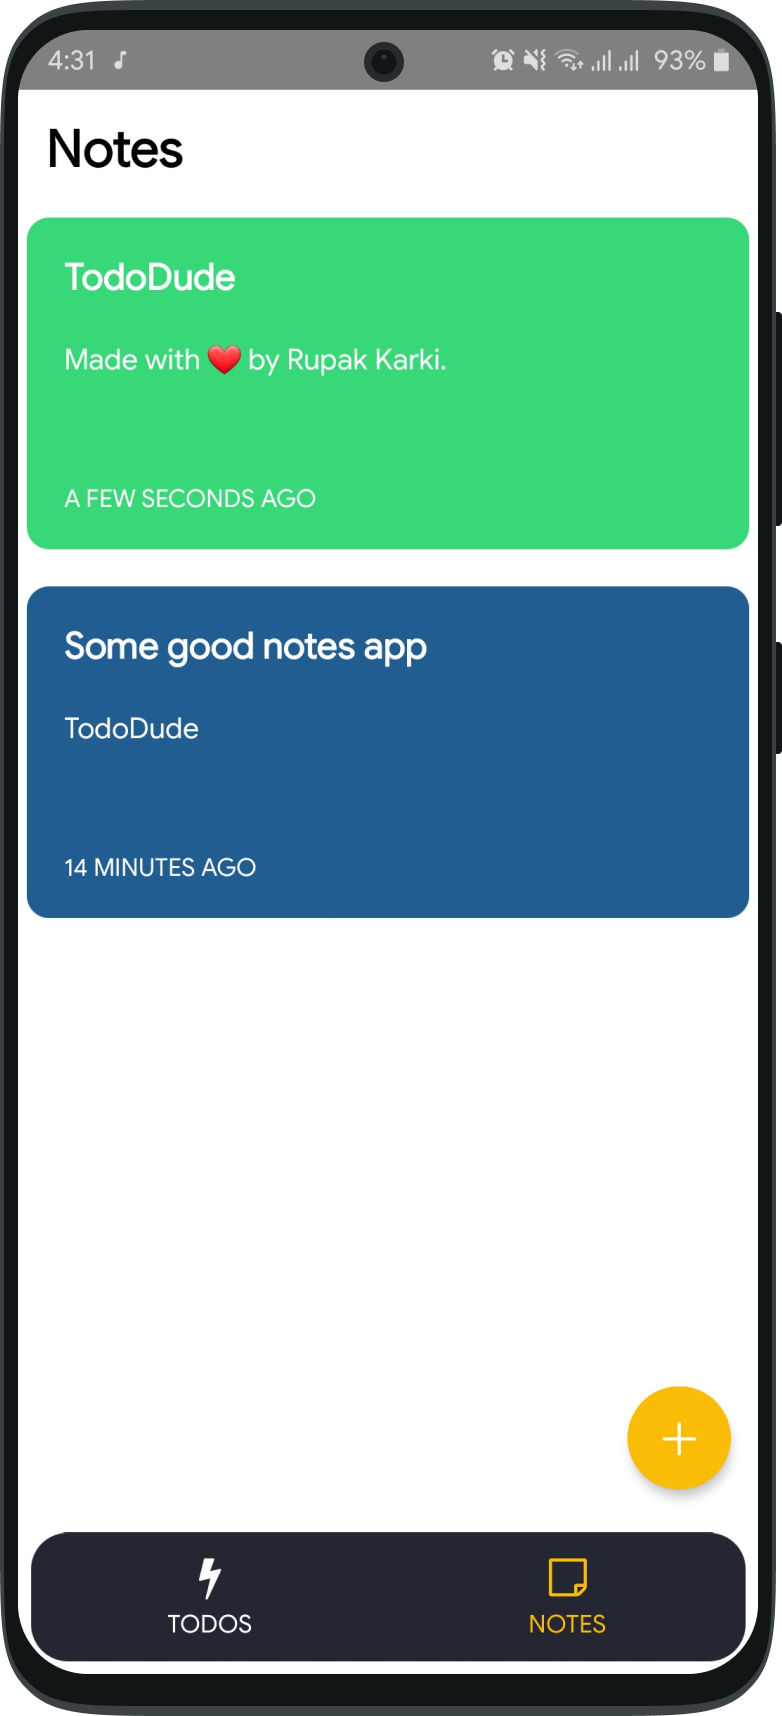 4:31 93%
Notes
TodoDude
Made with ❤️ by Rupak Karki.
A FEW SECONDS AGO
Some good notes app
TodoDude
14 MINUTES AGO
TODOS NOTES